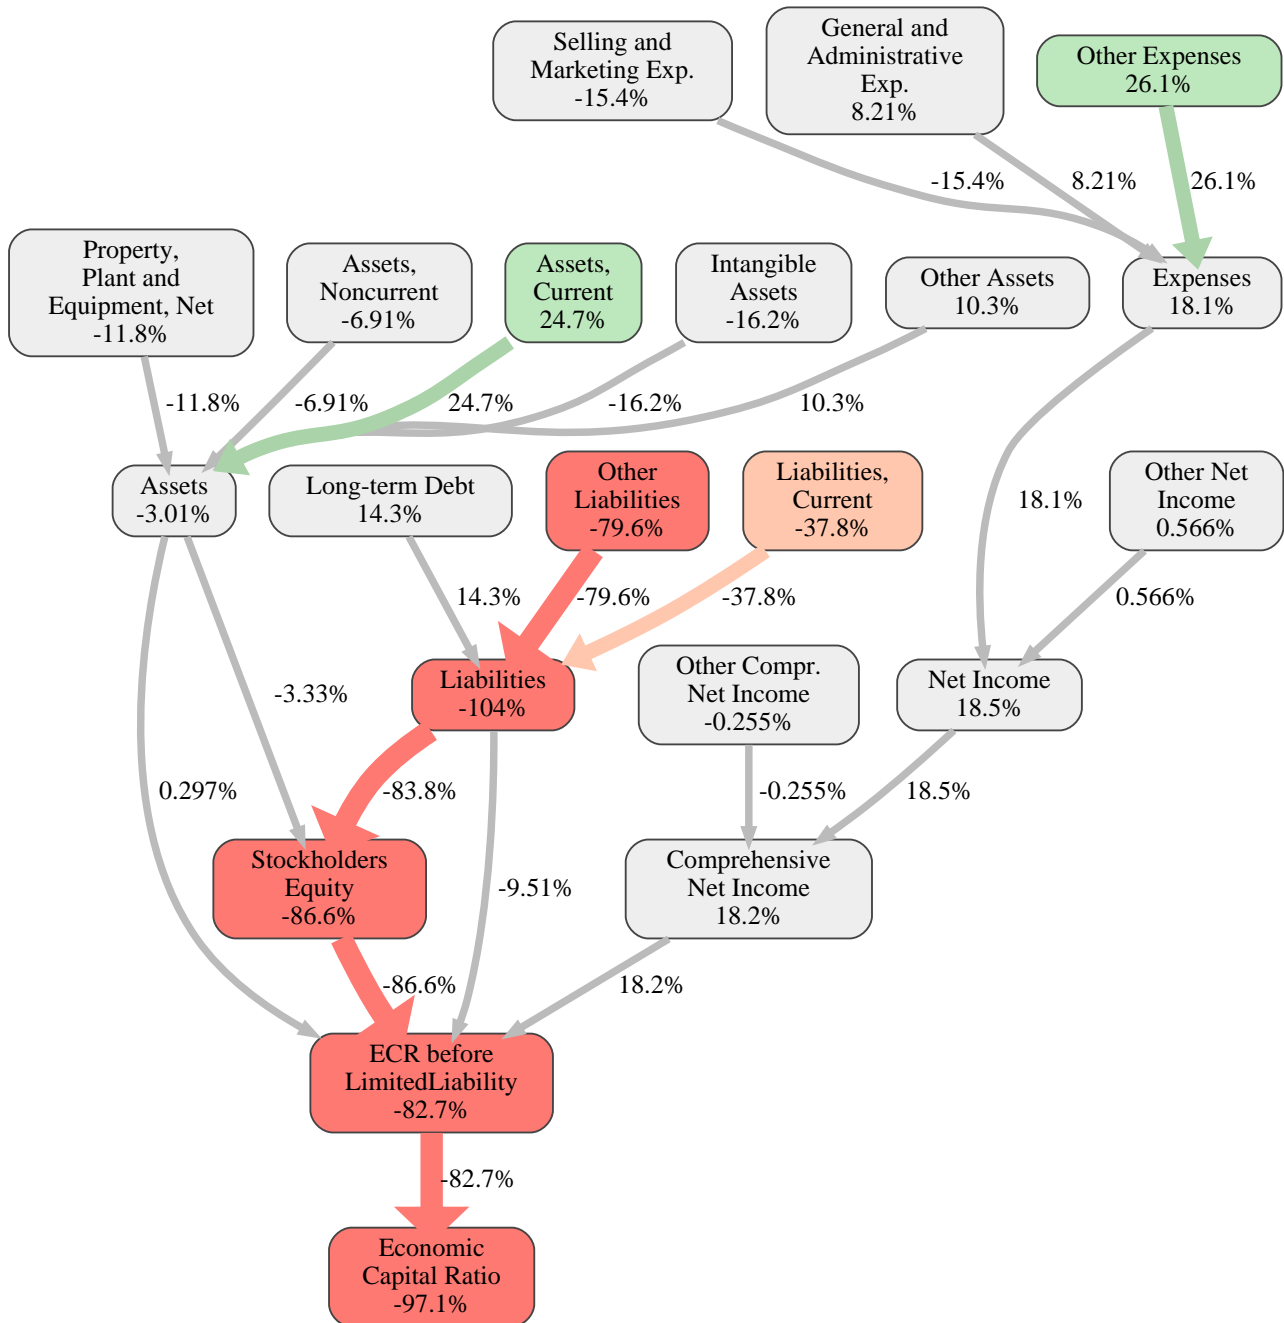 Selling and
Marketing Exp.
-15.4%
General and
Administrative
Exp.
8.21%
Other Expenses
26.1%
-15.4%
8.21%
26.1%
Property,
Plant and
Equipment, Net
-11.8%
Assets,
Noncurrent
-6.91%
Assets,
Current
24.7%
Intangible
Assets
-16.2%
Other Assets
10.3%
Expenses
18.1%
-11.8%
-6.91%
24.7%
-16.2%
10.3%
Assets
-3.01%
Long-term Debt
14.3%
Other
Liabilities
-79.6%
Liabilities,
Current
-37.8%
18.1%
Other Net
Income
0.566%
14.3%
-79.6%
-37.8%
0.566%
-3.33%
Liabilities
-104%
Other Compr.
Net Income
-0.255%
Net Income
18.5%
0.297%
-83.8%
-0.255%
18.5%
Stockholders
Equity
-86.6%
-9.51%
Comprehensive
Net Income
18.2%
-86.6%
18.2%
ECR before
LimitedLiability
-82.7%
-82.7%
Economic
Capital Ratio
-97.1%